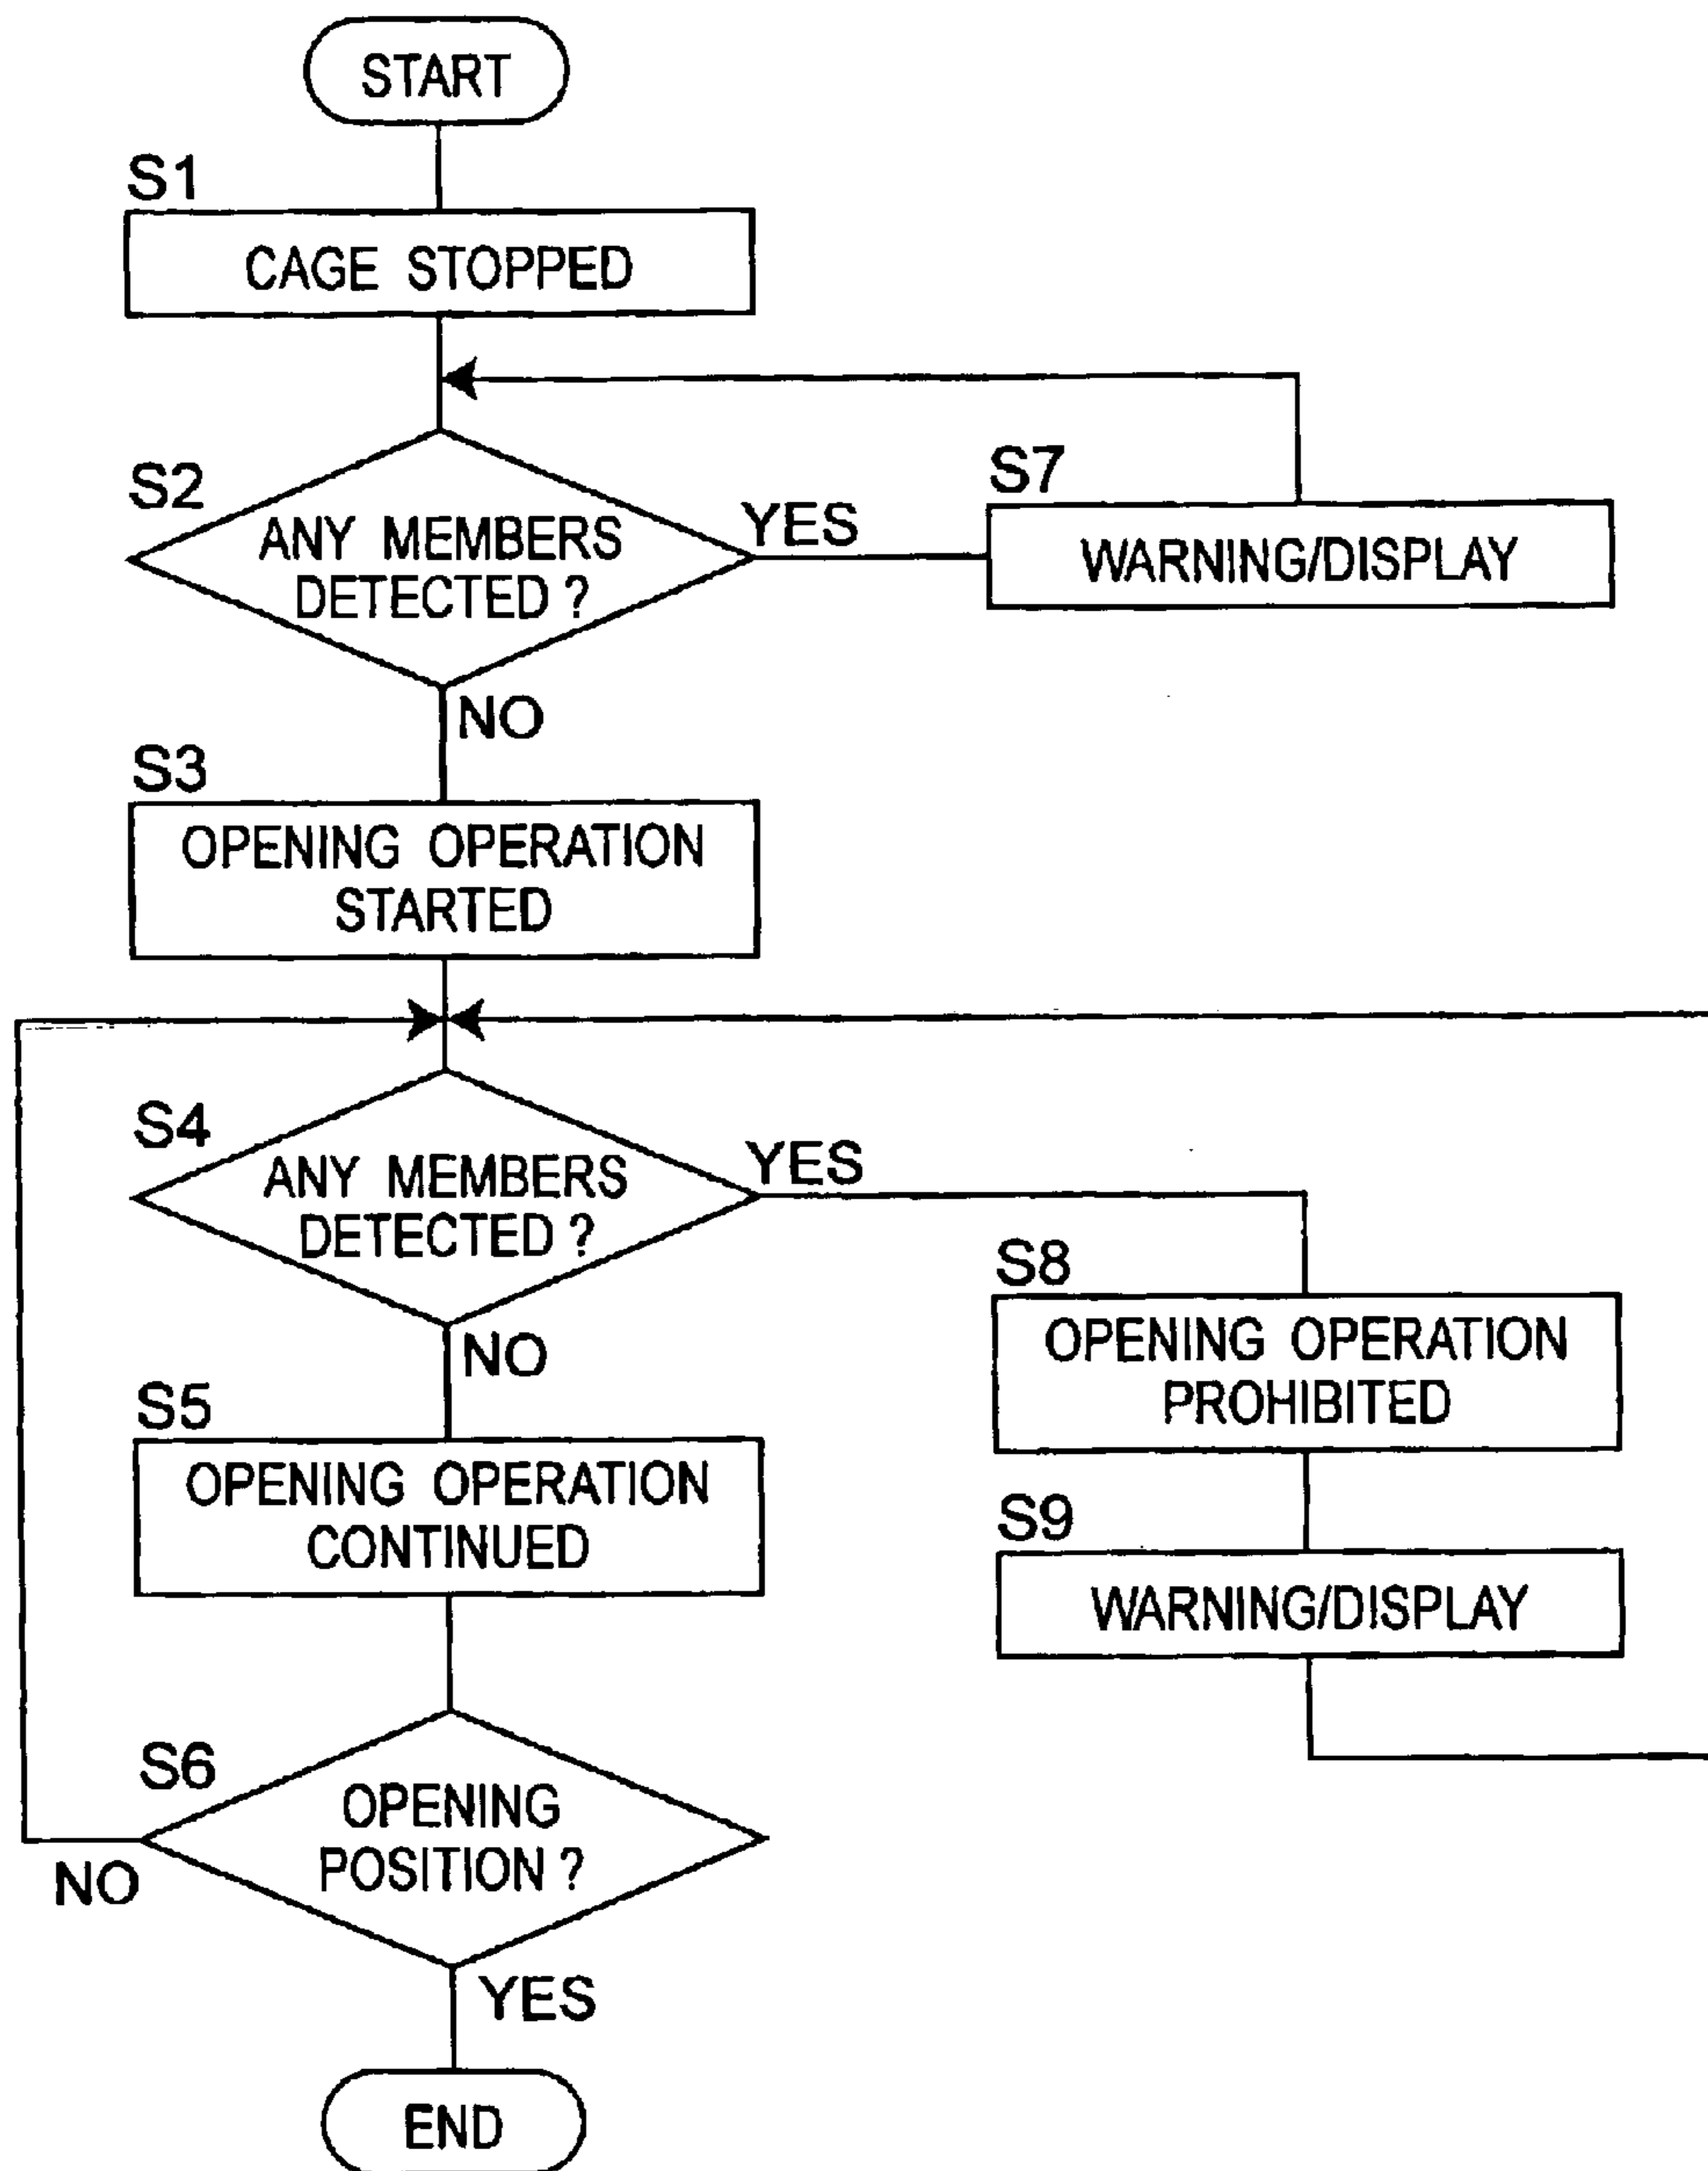 START
S1
CAGE STOPPED
S2
ANY MEMBERS
DETECTED ?
YES
S7
WARNING/DISPLAY
NO
S3
OPENING OPERATION
STARTED
S4
ANY MEMBERS
DETECTED ?
YES
S8
OPENING OPERATION
PROHIBITED
NO
S5
OPENING OPERATION
CONTINUED
S9
WARNING/DISPLAY
S6
OPENING
POSITION ?
NO
YES
END